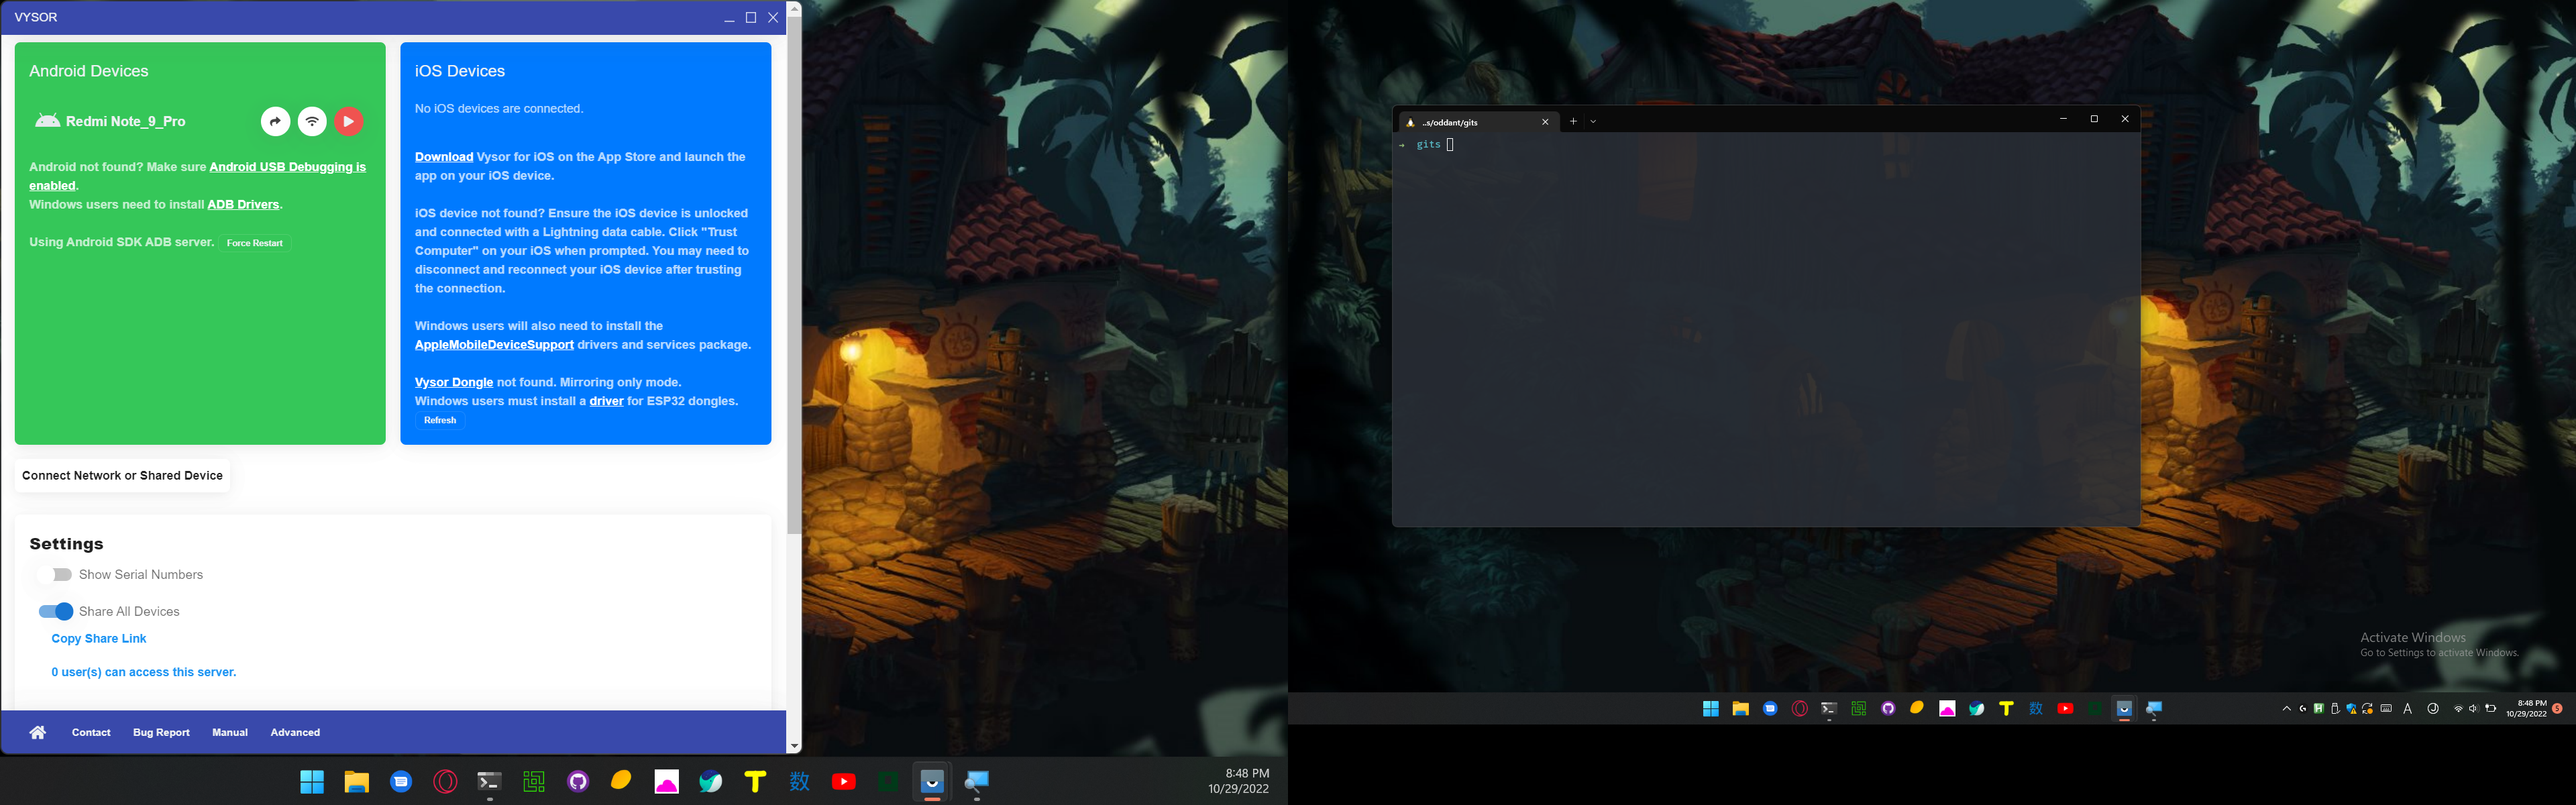 VYSOR
Android Devices
Redmi Note_9_Pro
Android not found? Make sure Android USB Debugging is
enabled.
Windows users need to install ADB Drivers.
Using Android SDK ADB server. Force Restart
iOS Devices
No iOS devices are connected.
Download Vysor for iOS on the App Store and launch the
app on your iOS device.
iOS device not found? Ensure the iOS device is unlocked
and connected with a Lightning data cable. Click "Trust
Computer" on your iOS when prompted. You may need to
disconnect and reconnect your iOS device after trusting
the connection.
Windows users will also need to install the
AppleMobileDeviceSupport drivers and services package.
Vysor Dongle not found. Mirroring only mode.
Windows users must install a driver for ESP32 dongles.
Refresh
Connect Network or Shared Device
Settings
Show Serial Numbers
Share All Devices
Copy Share Link
0 user(s) can access this server.
Contact Bug Report Manual Advanced
数
8:48 PM
10/29/2022
..s/oddant/gits
→ gits
Activate Windows
Go to Settings to activate Windows.
数
A
8:48 PM
10/29/2022
5